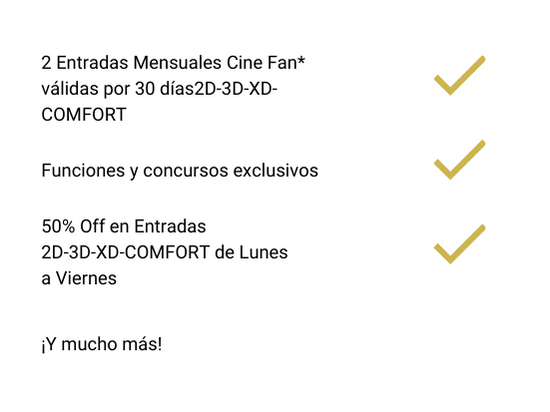 2 Entradas Mensuales Cine Fan*
válidas por 30 días2D-3D-XD-
COMFORT
Funciones y concursos exclusivos
50% Off en Entradas
2D-3D-XD-COMFORT de Lunes
a Viernes
¡Y mucho más!